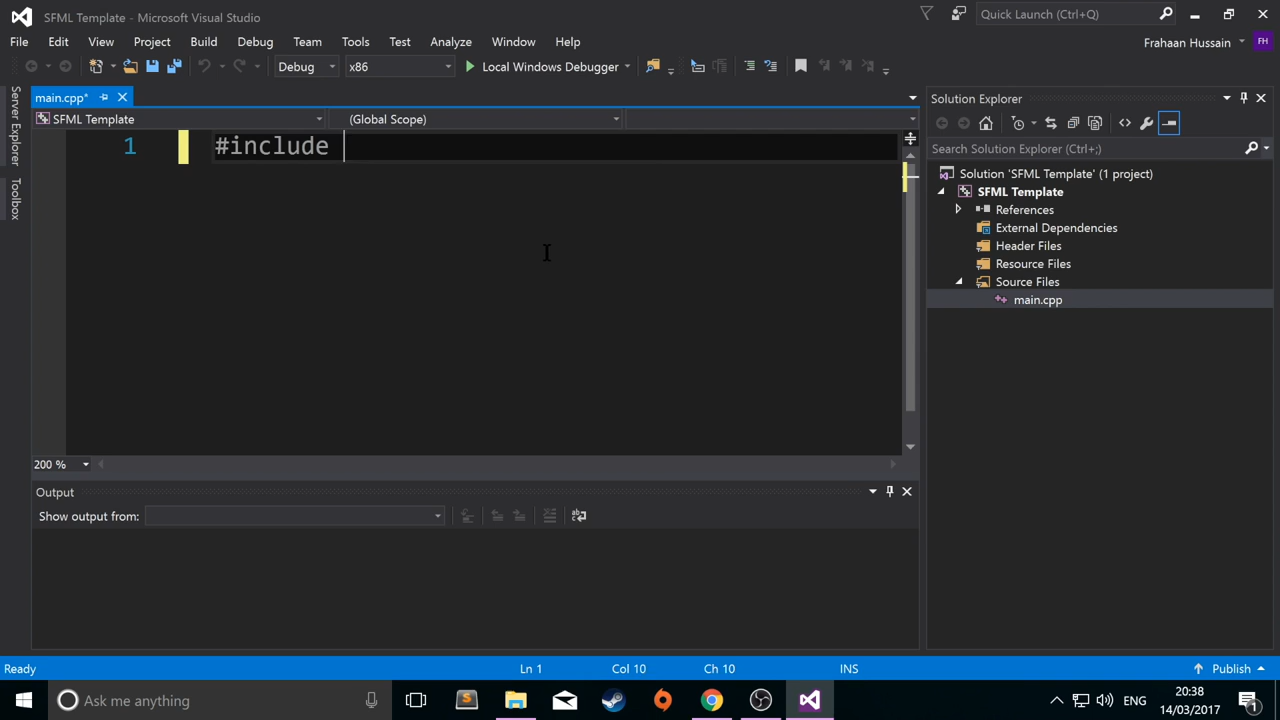 SFML Template - Microsoft Visual Studio
Quick Launch (Ctrl+Q)
File Edit View Project Build Debug Team Tools Test Analyze Window Help
Frahaan Hussain FH
Debug x86 Local Windows Debugger
Server Explorer
Toolbox
main.cpp*
SFML Template (Global Scope)
1 #include
200 %
Output
Show output from:
Solution Explorer
Search Solution Explorer (Ctrl+;)
Solution 'SFML Template' (1 project)
SFML Template
References
External Dependencies
Header Files
Resource Files
Source Files
main.cpp
Ready Ln 1 Col 10 Ch 10 INS Publish
Ask me anything
ENG
20:38
14/03/2017
1